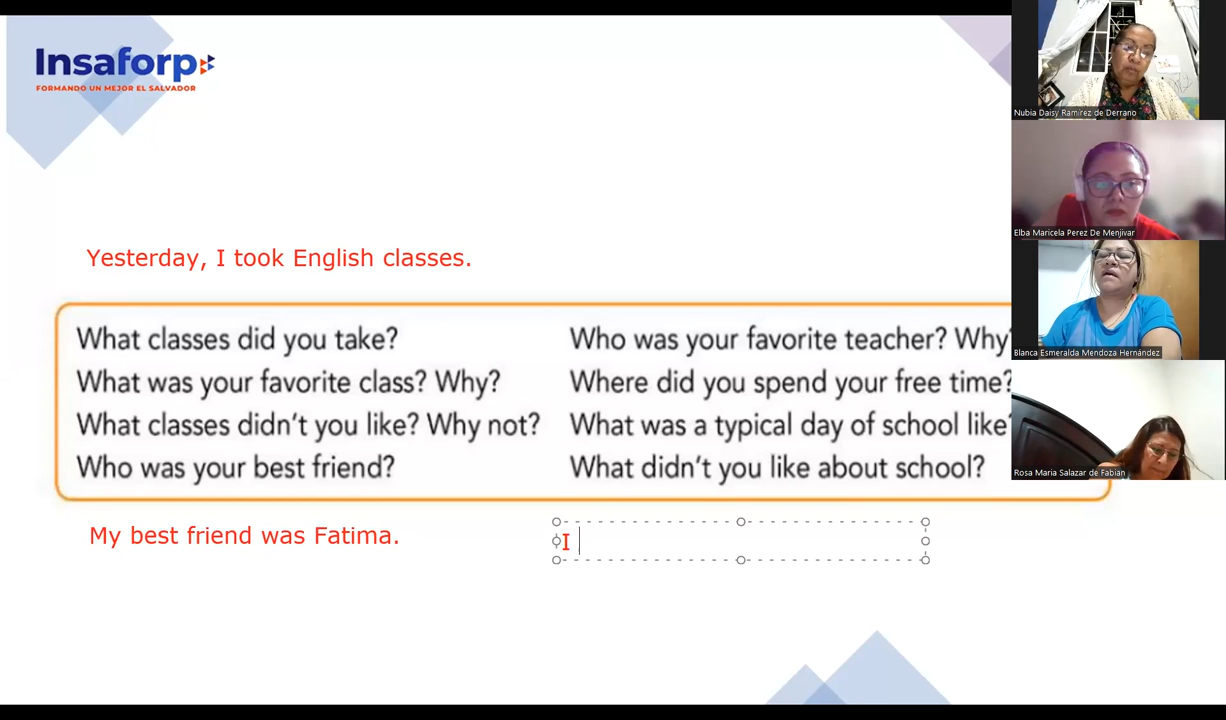 Insaforp
FORMANDO UN MEJOR EL SALVADOR
Yesterday, I took English classes.
What classes did you take?
What was your favorite class? Why?
What classes didn't you like? Why not?
Who was your best friend?
Who was your favorite teacher? Why?
Where did you spend your free time?
What was a typical day of school like?
What didn't you like about school?
My best friend was Fatima.
I
Nubia Daisy Ramírez de Derrano
Elba Maricela Perez De Menjivar
Blanca Esmeralda Mendoza Hernández
Rosa Maria Salazar de Fabian